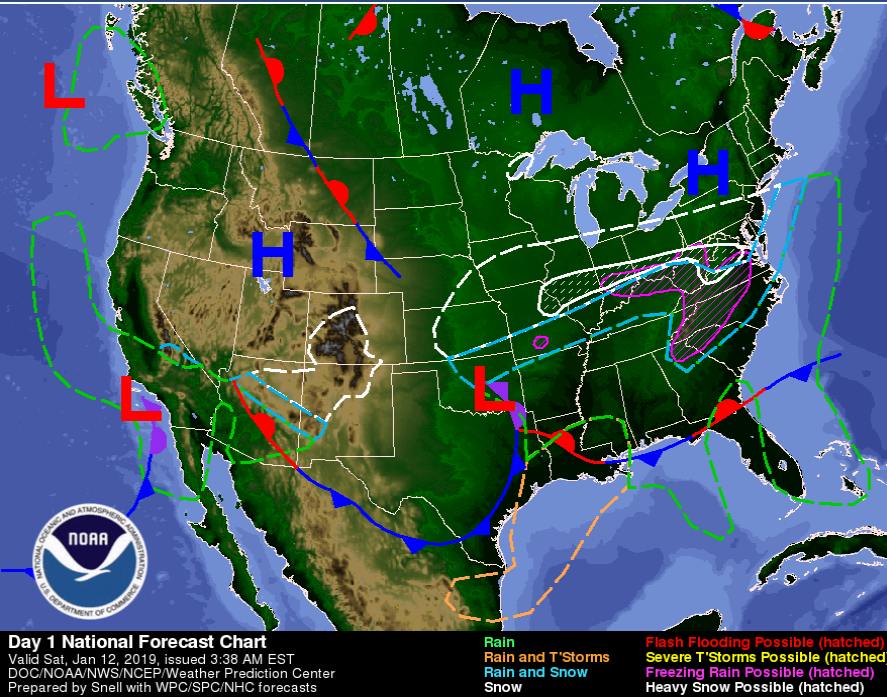 L
H
H
H
L
L
NOAA
NATIONAL OCEANIC AND ATMOSPHERIC ADMINISTRATION
U.S. DEPARTMENT OF COMMERCE
Day 1 National Forecast Chart
Valid Sat, Jan 12, 2019, issued 3:38 AM EST
DOC/NOAA/NWS/NCEP/Weather Prediction Center
Prepared by Snell with WPC/SPC/NHC forecasts
Rain
Rain and T'Storms
Rain and Snow
Snow
Flash Flooding Possible (hatched)
Severe T'Storms Possible (hatched)
Freezing Rain Possible (hatched)
Heavy Snow Possible (hatched)